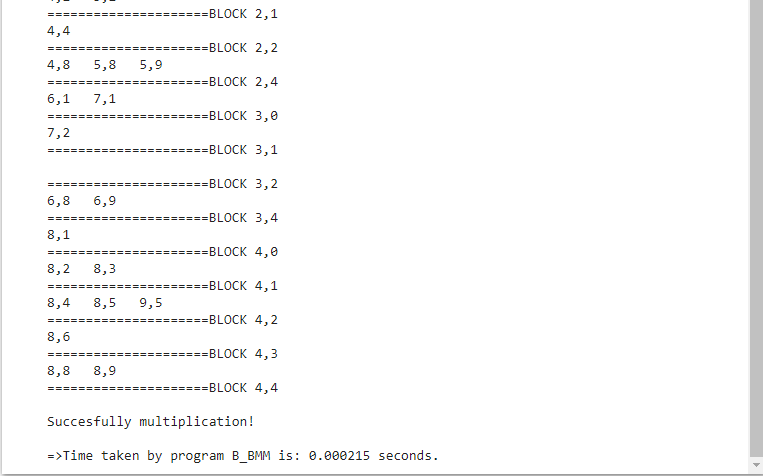 =====================BLOCK 2,1
4,4
=====================BLOCK 2,2
4,8   5,8   5,9
=====================BLOCK 2,4
6,1   7,1
=====================BLOCK 3,0
7,2
=====================BLOCK 3,1
=====================BLOCK 3,2
6,8   6,9
=====================BLOCK 3,4
8,1
=====================BLOCK 4,0
8,2   8,3
=====================BLOCK 4,1
8,4   8,5   9,5
=====================BLOCK 4,2
8,6
=====================BLOCK 4,3
8,8   8,9
=====================BLOCK 4,4
Succesfully multiplication!
=>Time taken by program B_BMM is: 0.000215 seconds.